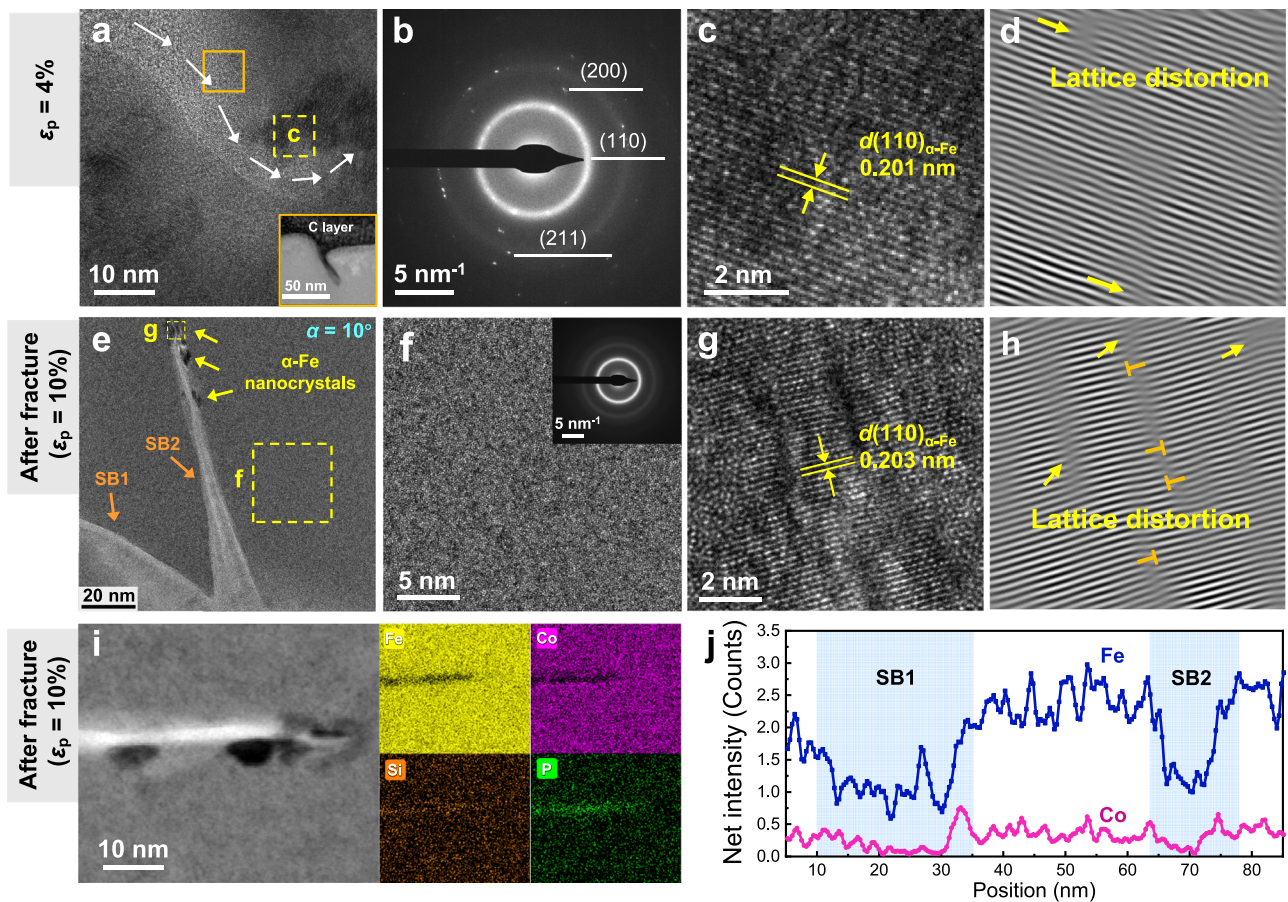 εp = 4%
a
c
10 nm
C layer
50 nm
b
(200)
(110)
(211)
5 nm-1
c
d(110)α-Fe
0.201 nm
2 nm
d
Lattice distortion
After fracture
(εp = 10%)
e
g
α = 10°
α-Fe
nanocrystals
SB2
SB1
f
20 nm
f
5 nm-1
5 nm
g
d(110)α-Fe
0.203 nm
2 nm
h
Lattice distortion
After fracture
(εp = 10%)
i
10 nm
Fe
Co
Si
P
j
Net intensity (Counts)
3.5
3.0
2.5
2.0
1.5
1.0
0.5
0.0
SB1
Fe
SB2
Co
10 20 30 40 50 60 70 80
Position (nm)